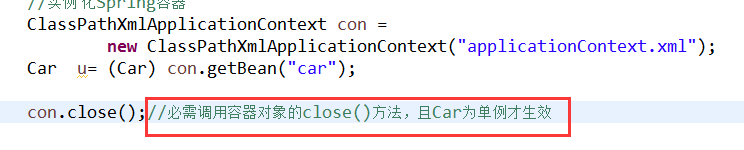 //实例化Spring容器
ClassPathXmlApplicationContext con =
new ClassPathXmlApplicationContext("applicationContext.xml");
Car u= (Car) con.getBean("car");
con.close();//必需调用容器对象的close()方法，且Car为单例才生效